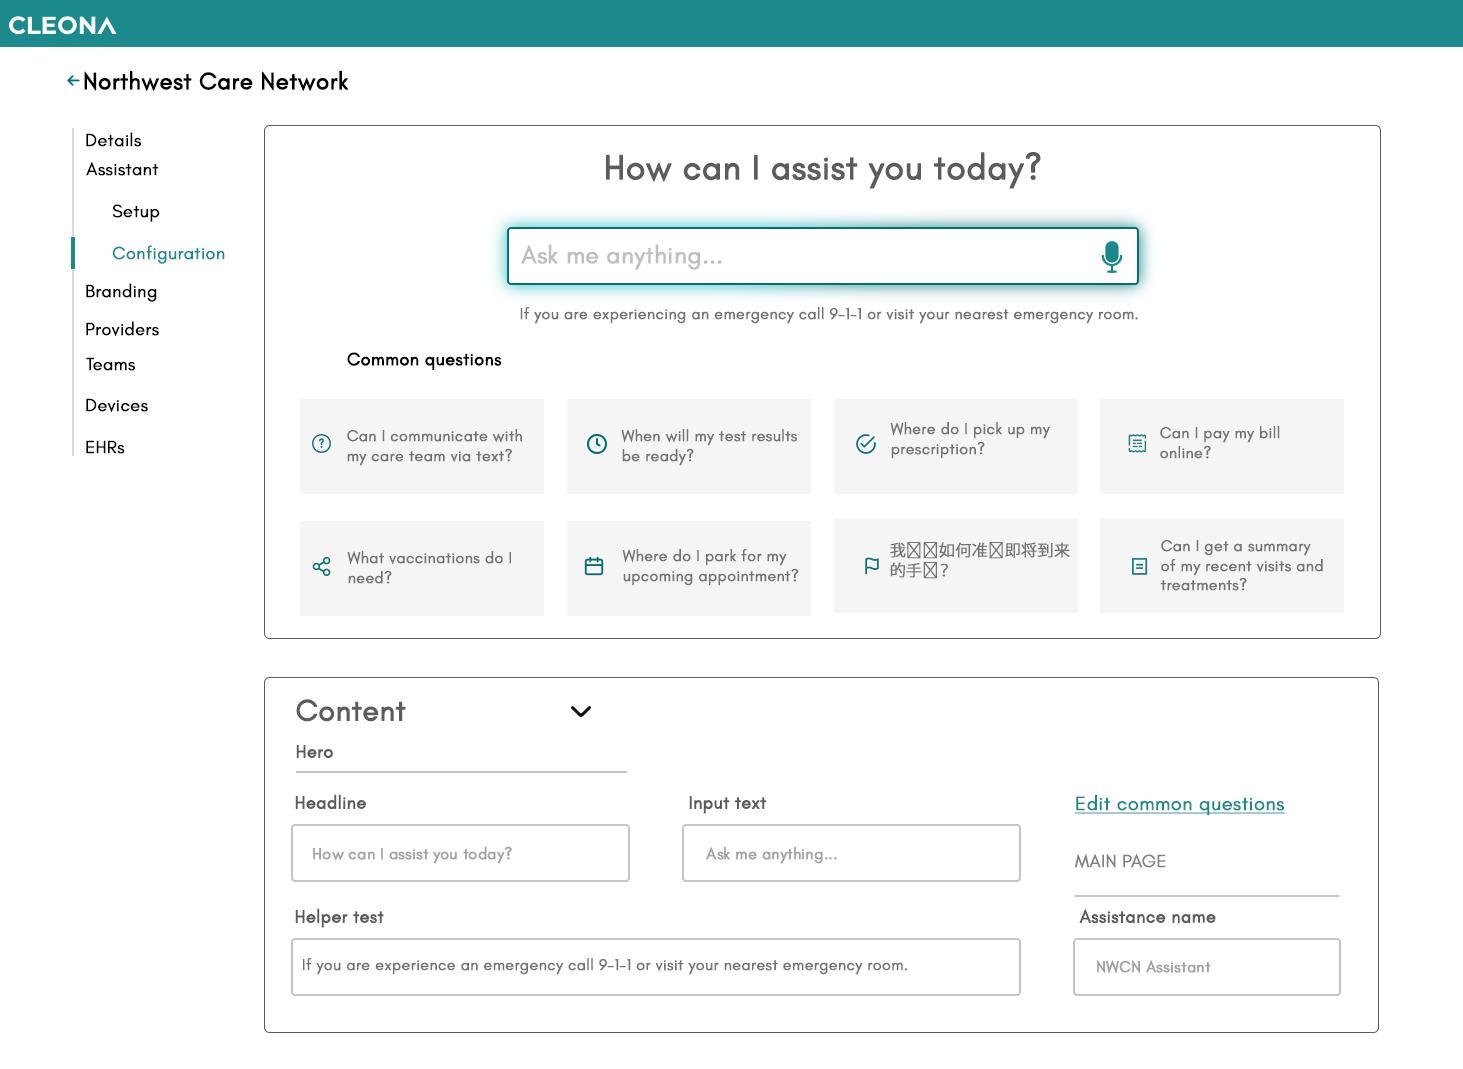 CLEONA
Northwest Care Network
Details
Assistant
Setup
Configuration
Branding
Providers
Teams
Devices
EHRs
How can I assist you today?
Ask me anything...
If you are experiencing an emergency call 9-1-1 or visit your nearest emergency room.
Common questions
Can I communicate with
my care team via text?
When will my test results
be ready?
Where do I pick up my
prescription?
Can I pay my bill
online?
What vaccinations do I
need?
Where do I park for my
upcoming appointment?
我如何准即将到来
的手？
Can I get a summary
of my recent visits and
treatments?
Content
Hero
Headline
Input text
Edit common questions
How can I assist you today?
Ask me anything...
MAIN PAGE
Helper test
Assistance name
If you are experience an emergency call 9-1-1 or visit your nearest emergency room.
NWCN Assistant